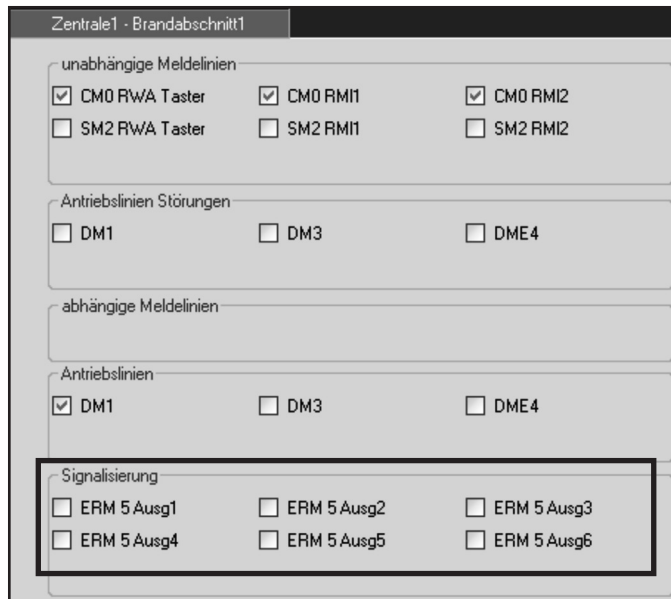 Zentrale1 - Brandabschnitt1
unabhängige Meldelinien
CM0 RWA Taster CM0 RMI1 CM0 RMI2
SM2 RWA Taster SM2 RMI1 SM2 RMI2
Antriebslinien Störungen
DM1 DM3 DME4
abhängige Meldelinien
Antriebslinien
DM1 DM3 DME4
Signalisierung
ERM 5 Ausg1 ERM 5 Ausg2 ERM 5 Ausg3
ERM 5 Ausg4 ERM 5 Ausg5 ERM 5 Ausg6